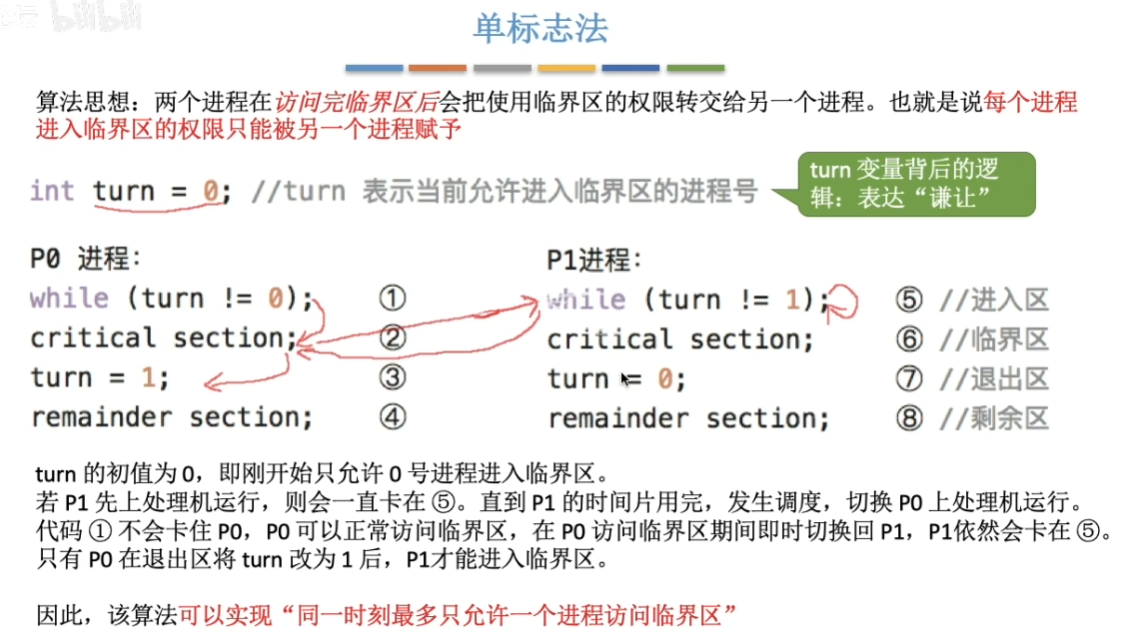 bilibili
单标志法
算法思想：两个进程在访问完临界区后会把使用临界区的权限转交给另一个进程。也就是说每个进程
进入临界区的权限只能被另一个进程赋予
int turn = 0; //turn 表示当前允许进入临界区的进程号
turn 变量背后的逻
辑：表达“谦让”
P0 进程：
while (turn != 0); ①
critical section; ②
turn = 1; ③
remainder section; ④
P1进程：
while (turn != 1); ⑤ //进入区
critical section; ⑥ //临界区
turn = 0; ⑦ //退出区
remainder section; ⑧ //剩余区
turn 的初值为 0，即刚开始只允许 0 号进程进入临界区。
若 P1 先上处理机运行，则会一直卡在 ⑤。直到 P1 的时间片用完，发生调度，切换 P0 上处理机运行。
代码 ① 不会卡住 P0，P0 可以正常访问临界区，在 P0 访问临界区期间即时切换回 P1，P1依然会卡在 ⑤。
只有 P0 在退出区将 turn 改为 1 后，P1才能进入临界区。
因此，该算法可以实现“同一时刻最多只允许一个进程访问临界区”